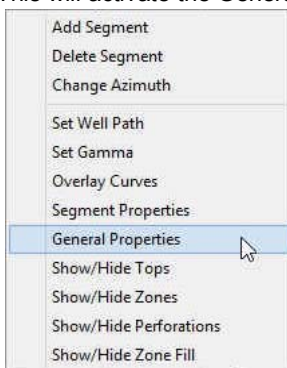 This will activate the Gener
Add Segment
Delete Segment
Change Azimuth
Set Well Path
Set Gamma
Overlay Curves
Segment Properties
General Properties
Show/Hide Tops
Show/Hide Zones
Show/Hide Perforations
Show/Hide Zone Fill